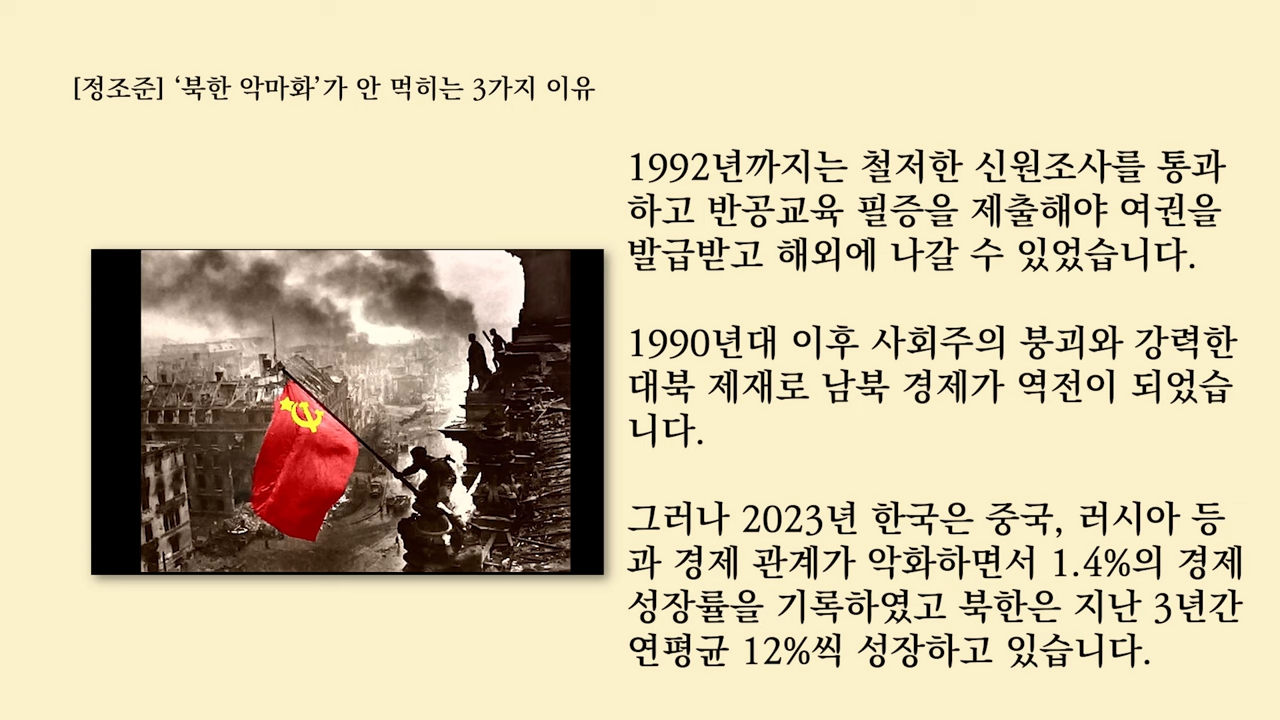 [정조준] ‘북한 악마화’가 안 먹히는 3가지 이유
1992년까지는 철저한 신원조사를 통과
하고 반공교육 필증을 제출해야 여권을
발급받고 해외에 나갈 수 있었습니다.
1990년대 이후 사회주의 붕괴와 강력한
대북 제재로 남북 경제가 역전이 되었습
니다.
그러나 2023년 한국은 중국, 러시아 등
과 경제 관계가 악화하면서 1.4%의 경제
성장률을 기록하였고 북한은 지난 3년간
연평균 12%씩 성장하고 있습니다.